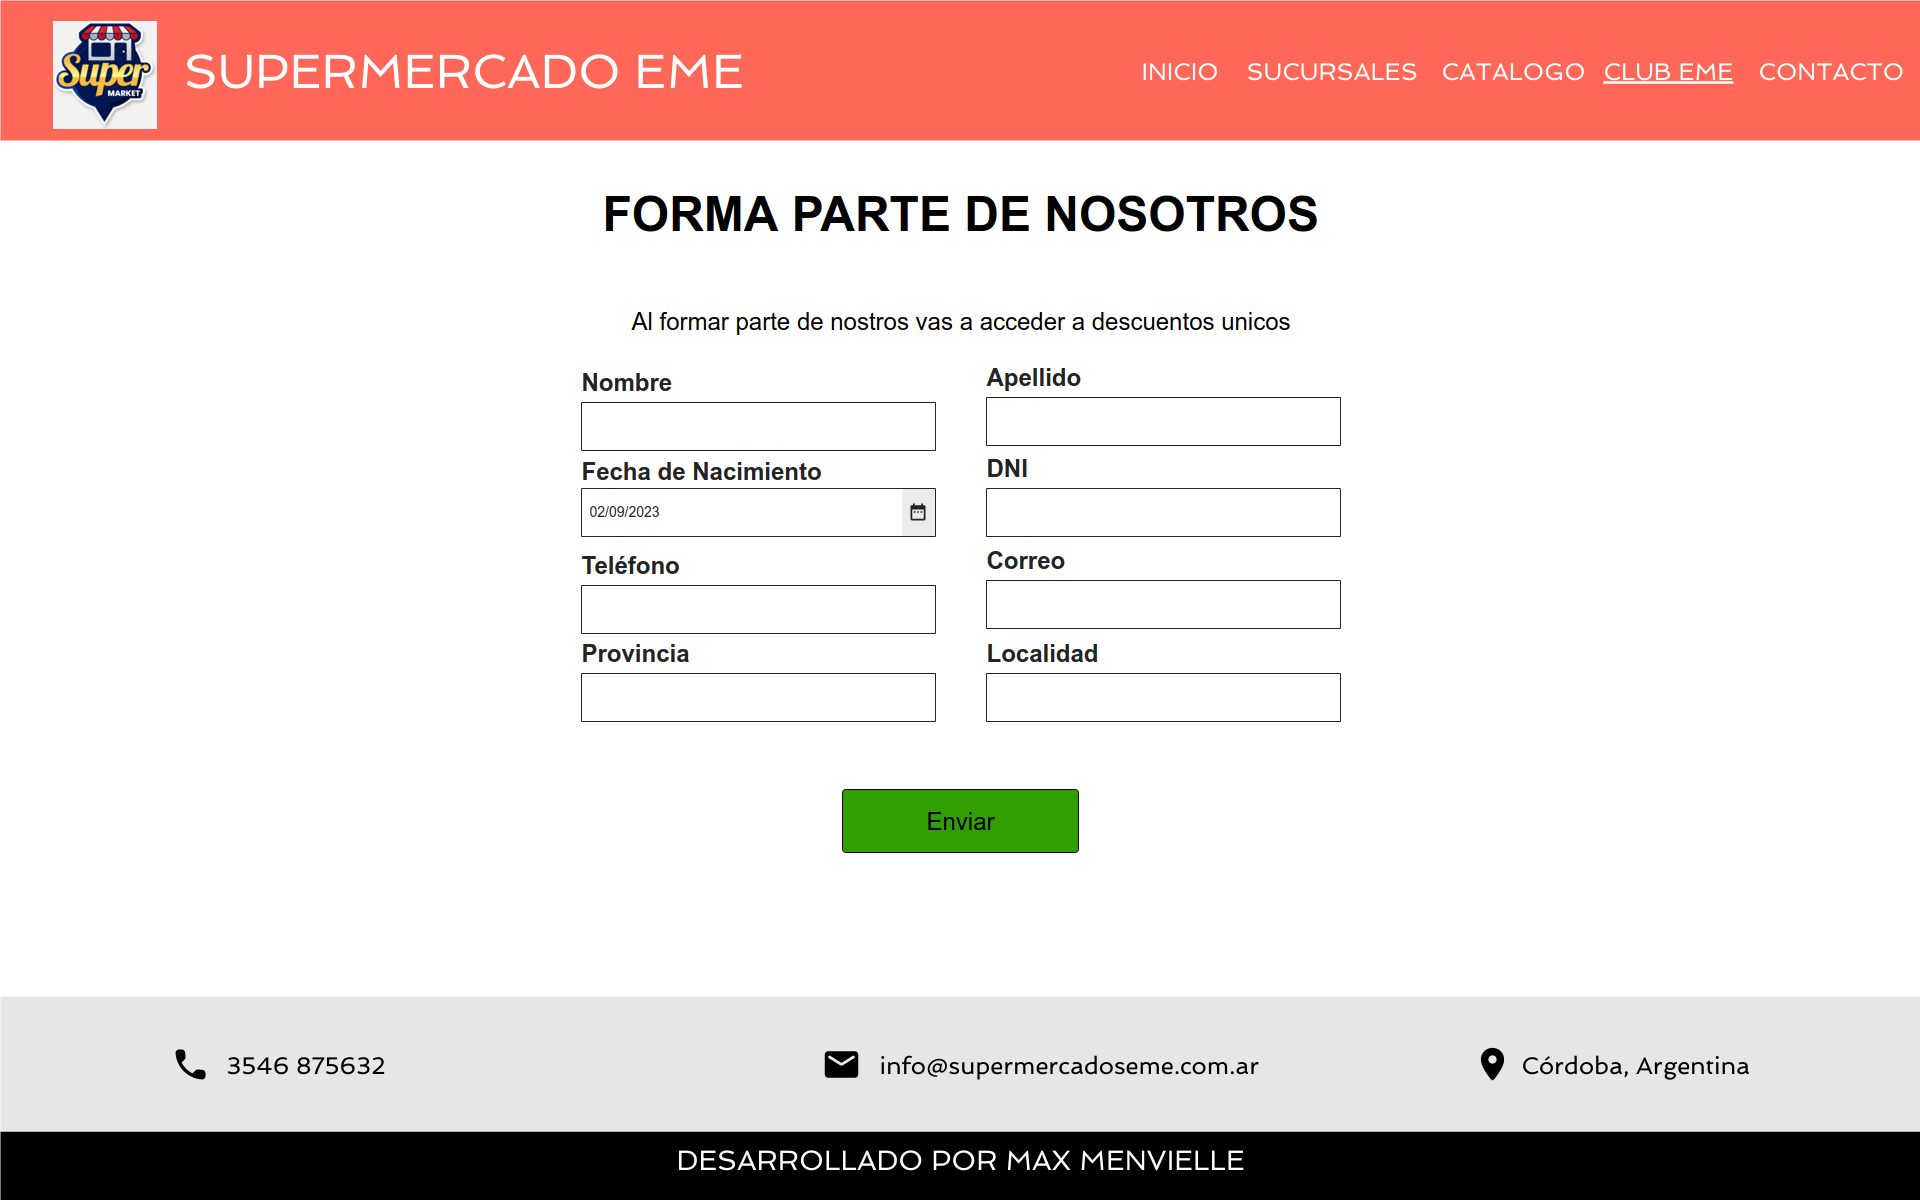 Super
MARKET
SUPERMERCADO EME
INICIO SUCURSALES CATALOGO CLUB EME CONTACTO
FORMA PARTE DE NOSOTROS
Al formar parte de nostros vas a acceder a descuentos unicos
Nombre
Apellido
Fecha de Nacimiento
02/09/2023
DNI
Teléfono
Correo
Provincia
Localidad
Enviar
3546 875632
info@supermercadoseme.com.ar
Córdoba, Argentina
DESARROLLADO POR MAX MENVIELLE